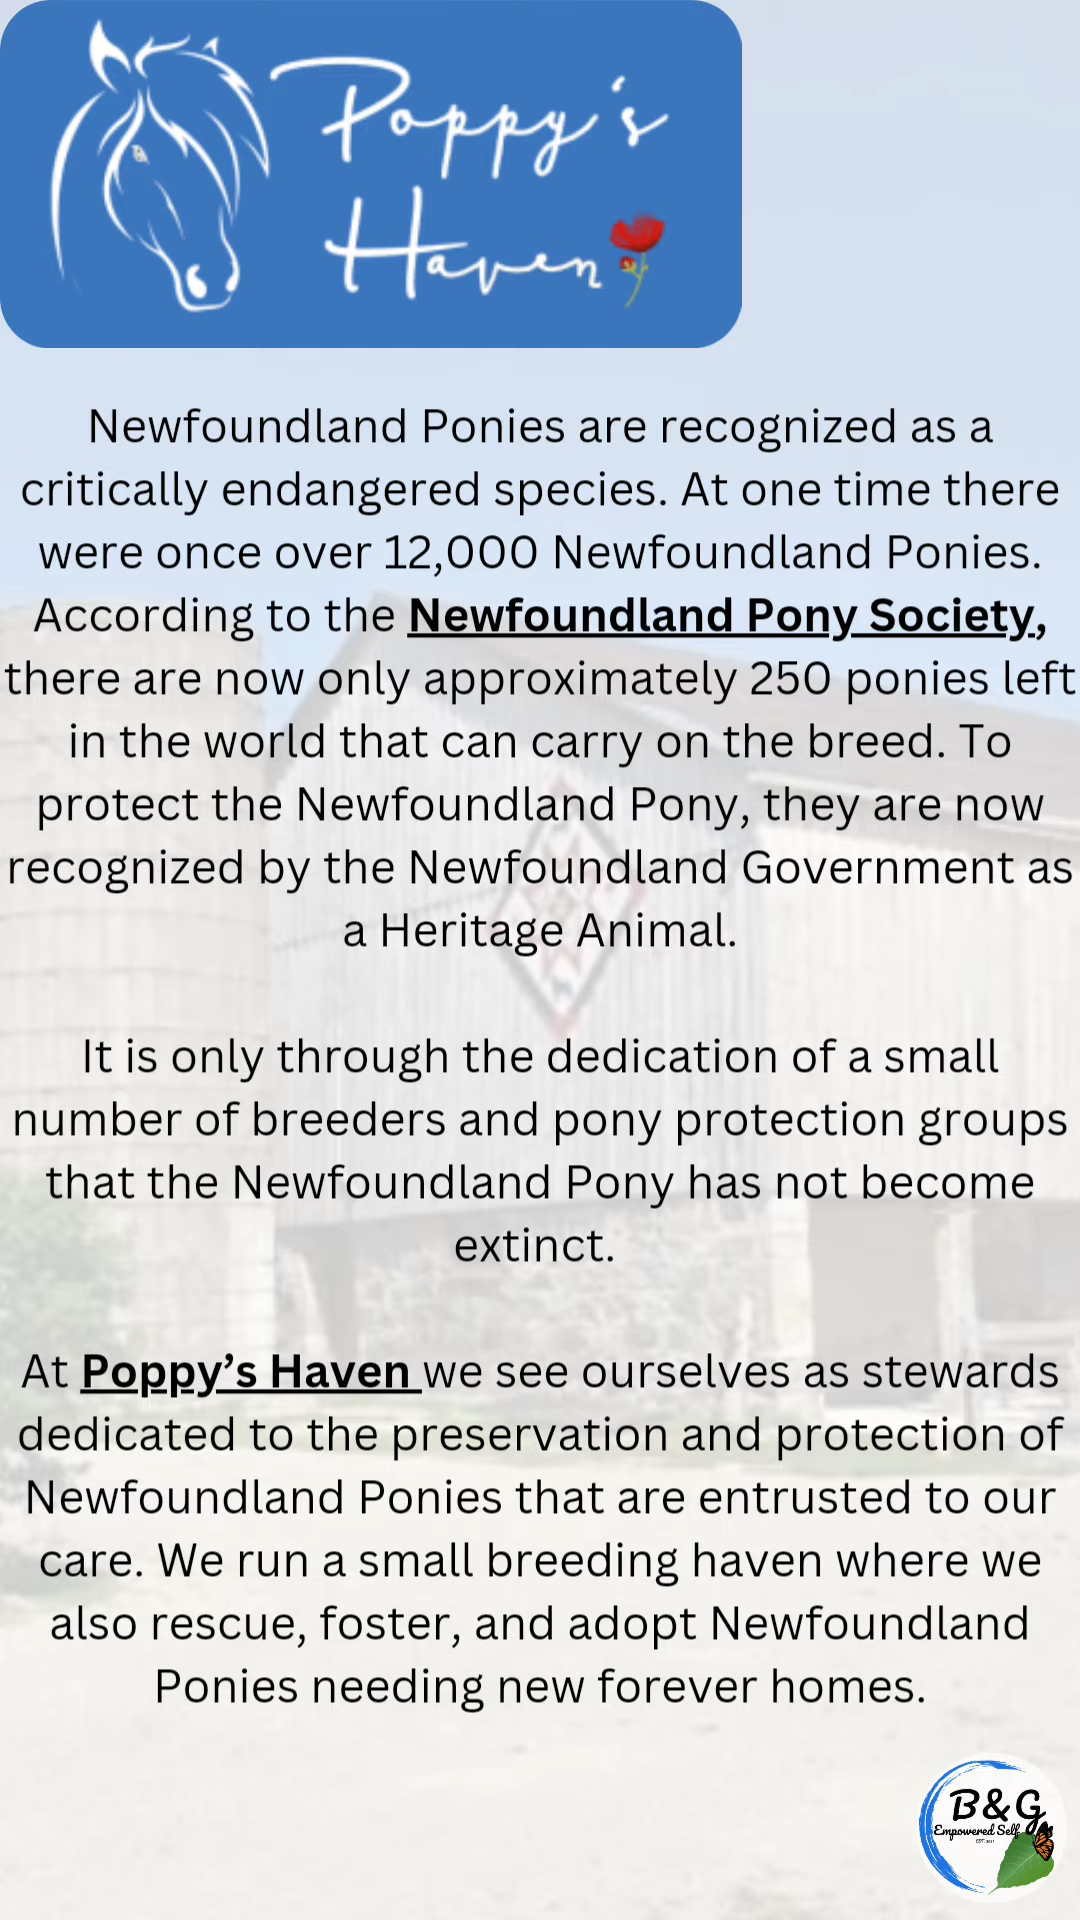 Poppy's
Haven
Newfoundland Ponies are recognized as a
critically endangered species. At one time there
were once over 12,000 Newfoundland Ponies.
According to the Newfoundland Pony Society,
there are now only approximately 250 ponies left
in the world that can carry on the breed. To
protect the Newfoundland Pony, they are now
recognized by the Newfoundland Government as
a Heritage Animal.
It is only through the dedication of a small
number of breeders and pony protection groups
that the Newfoundland Pony has not become
extinct.
At Poppy’s Haven we see ourselves as stewards
dedicated to the preservation and protection of
Newfoundland Ponies that are entrusted to our
care. We run a small breeding haven where we
also rescue, foster, and adopt Newfoundland
Ponies needing new forever homes.
B&G
Empowered Self